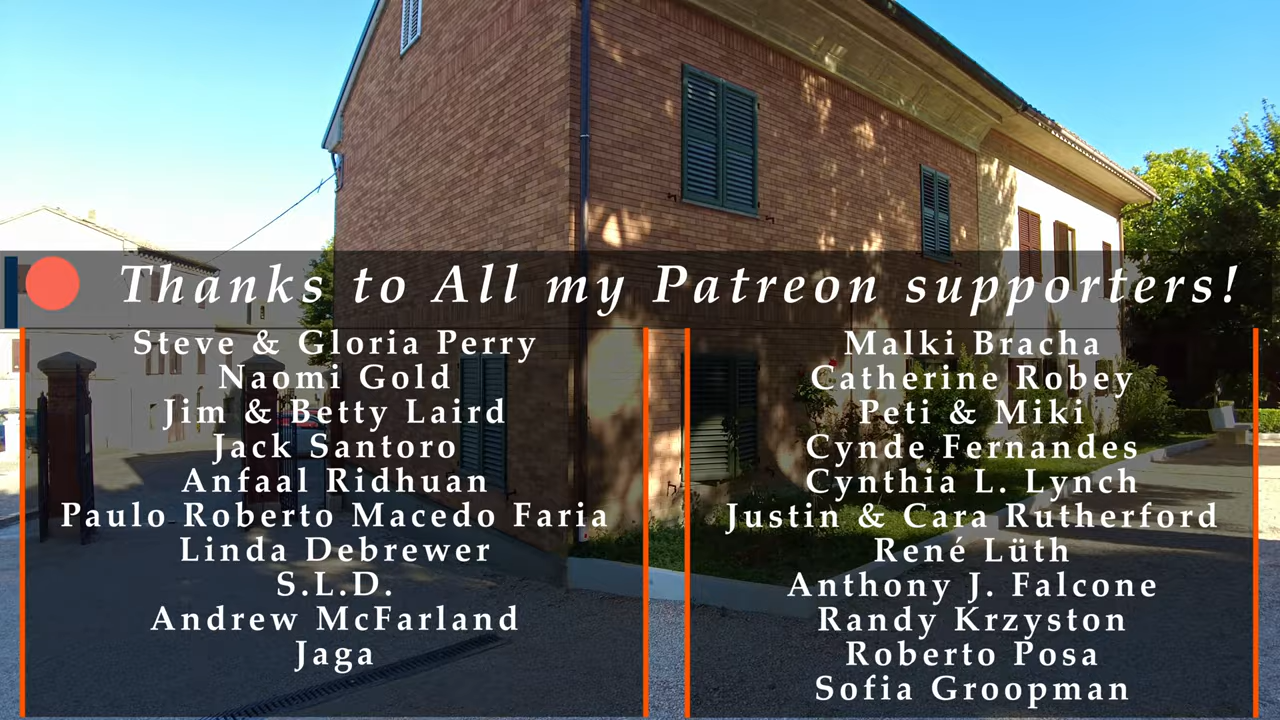 Thanks to All my Patreon supporters!
Steve & Gloria Perry
Naomi Gold
Jim & Betty Laird
Jack Santoro
Anfaal Ridhuan
Paulo Roberto Macedo Faria
Linda Debrewer
S.L.D.
Andrew McFarland
Jaga
Malki Bracha
Catherine Robey
Peti & Miki
Cynde Fernandes
Cynthia L. Lynch
Justin & Cara Rutherford
René Lüth
Anthony J. Falcone
Randy Krzyston
Roberto Posa
Sofia Groopman